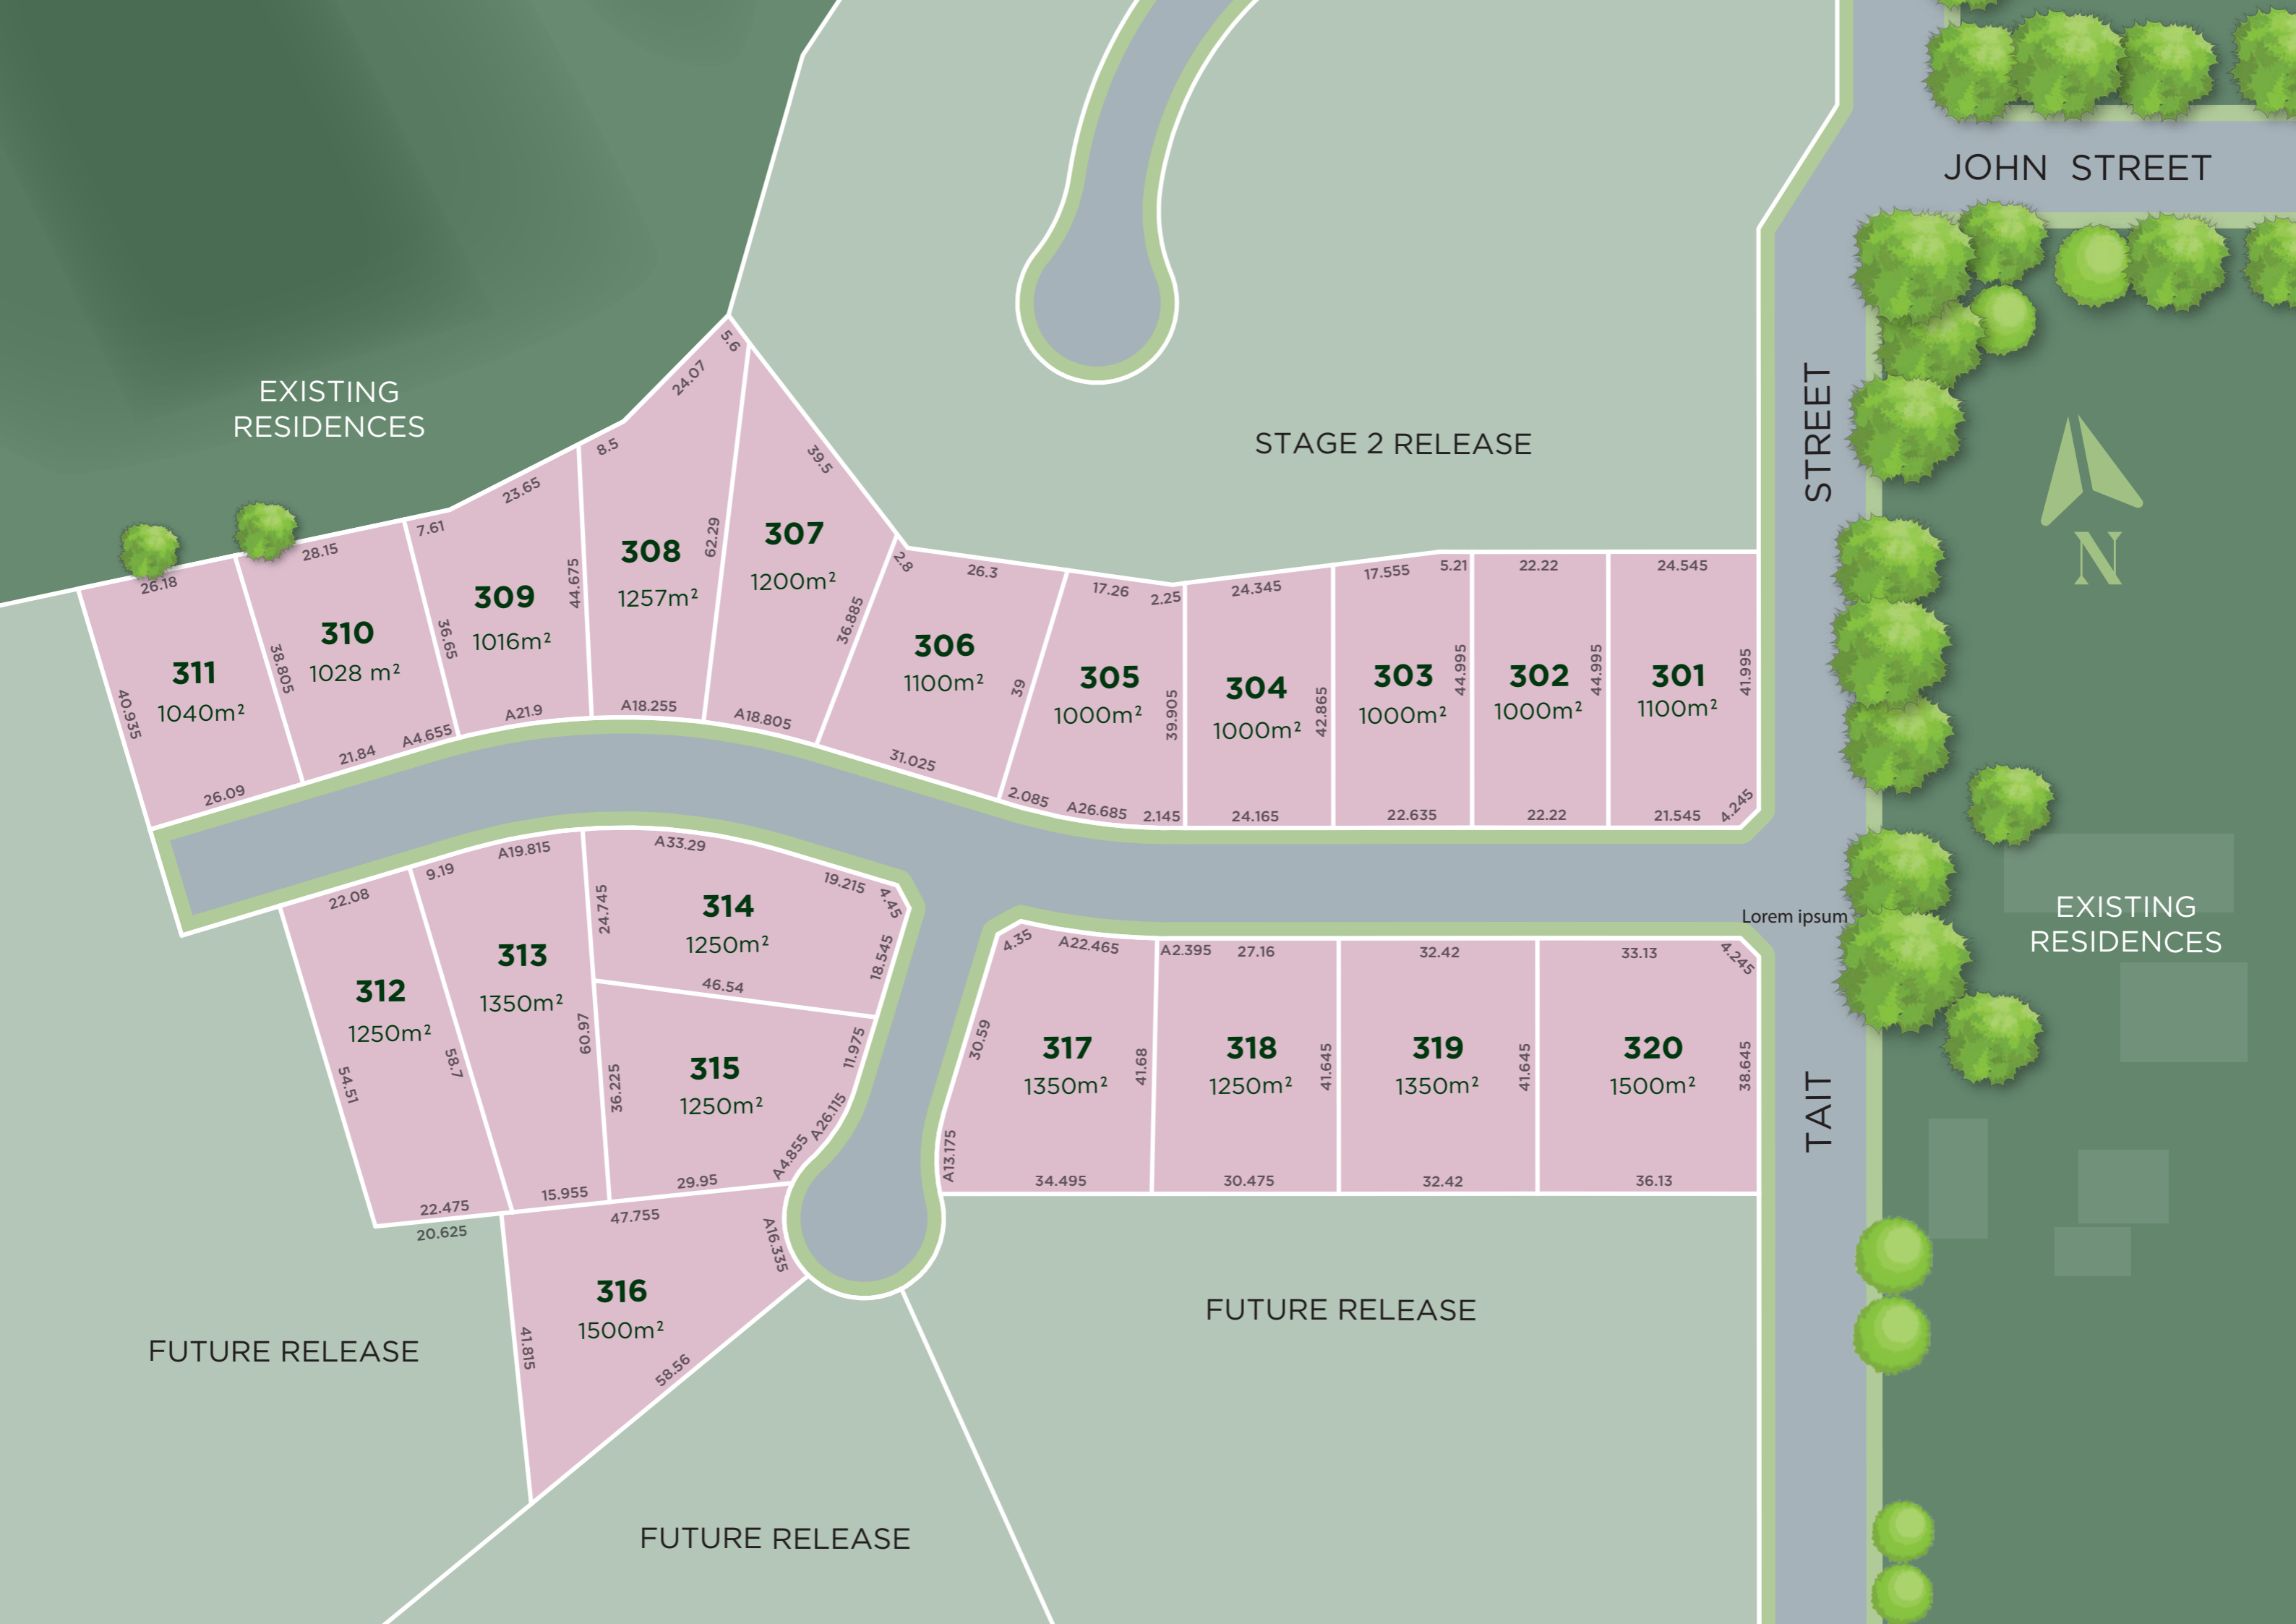 JOHN STREET
STREET
TAIT
N
EXISTING
RESIDENCES
STAGE 2 RELEASE
5.6
24.07
8.5
23.65
7.61
28.15
26.18
39.5
2.8
26.3
17.26
2.25
24.345
17.555
5.21
22.22
24.545
311
1040m²
310
1028 m²
309
1016m²
308
1257m²
307
1200m²
306
1100m²
305
1000m²
304
1000m²
303
1000m²
302
1000m²
301
1100m²
40.935
38.805
36.65
44.675
62.29
36.885
39
39.905
42.865
44.995
44.995
41.995
26.09
21.84
A4.655
A21.9
A18.255
A18.805
31.025
2.085
A26.685
2.145
24.165
22.635
22.22
21.545
4.245
Lorem ipsum
EXISTING
RESIDENCES
22.08
9.19
A19.815
A33.29
19.215
4.45
24.745
18.545
312
1250m²
313
1350m²
314
1250m²
46.54
315
1250m²
54.51
58.7
60.97
36.225
11.975
A26.115
A4.855
22.475
15.955
29.95
20.625
47.755
A16.335
316
1500m²
41.815
58.56
4.35
A22.465
A2.395
27.16
32.42
33.13
4.245
30.59
A13.175
317
1350m²
41.68
318
1250m²
41.645
319
1350m²
41.645
320
1500m²
38.645
34.495
30.475
32.42
36.13
FUTURE RELEASE
FUTURE RELEASE
FUTURE RELEASE